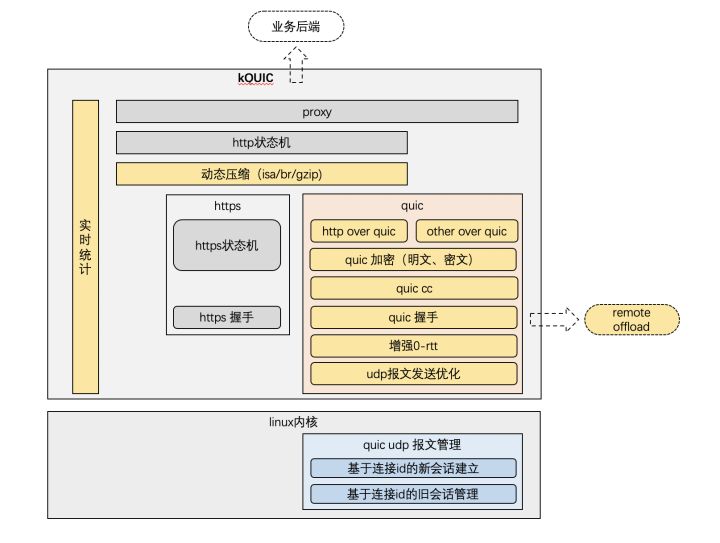 业务后端
kQUIC
proxy
http状态机
动态压缩（isa/br/gzip)
实时统计
https
quic
https状态机
http over quic
other over quic
quic 加密（明文、密文）
quic cc
https 握手
quic 握手
remote
offload
增强0-rtt
udp报文发送优化
linux内核
quic udp 报文管理
基于连接id的新会话建立
基于连接id的旧会话管理